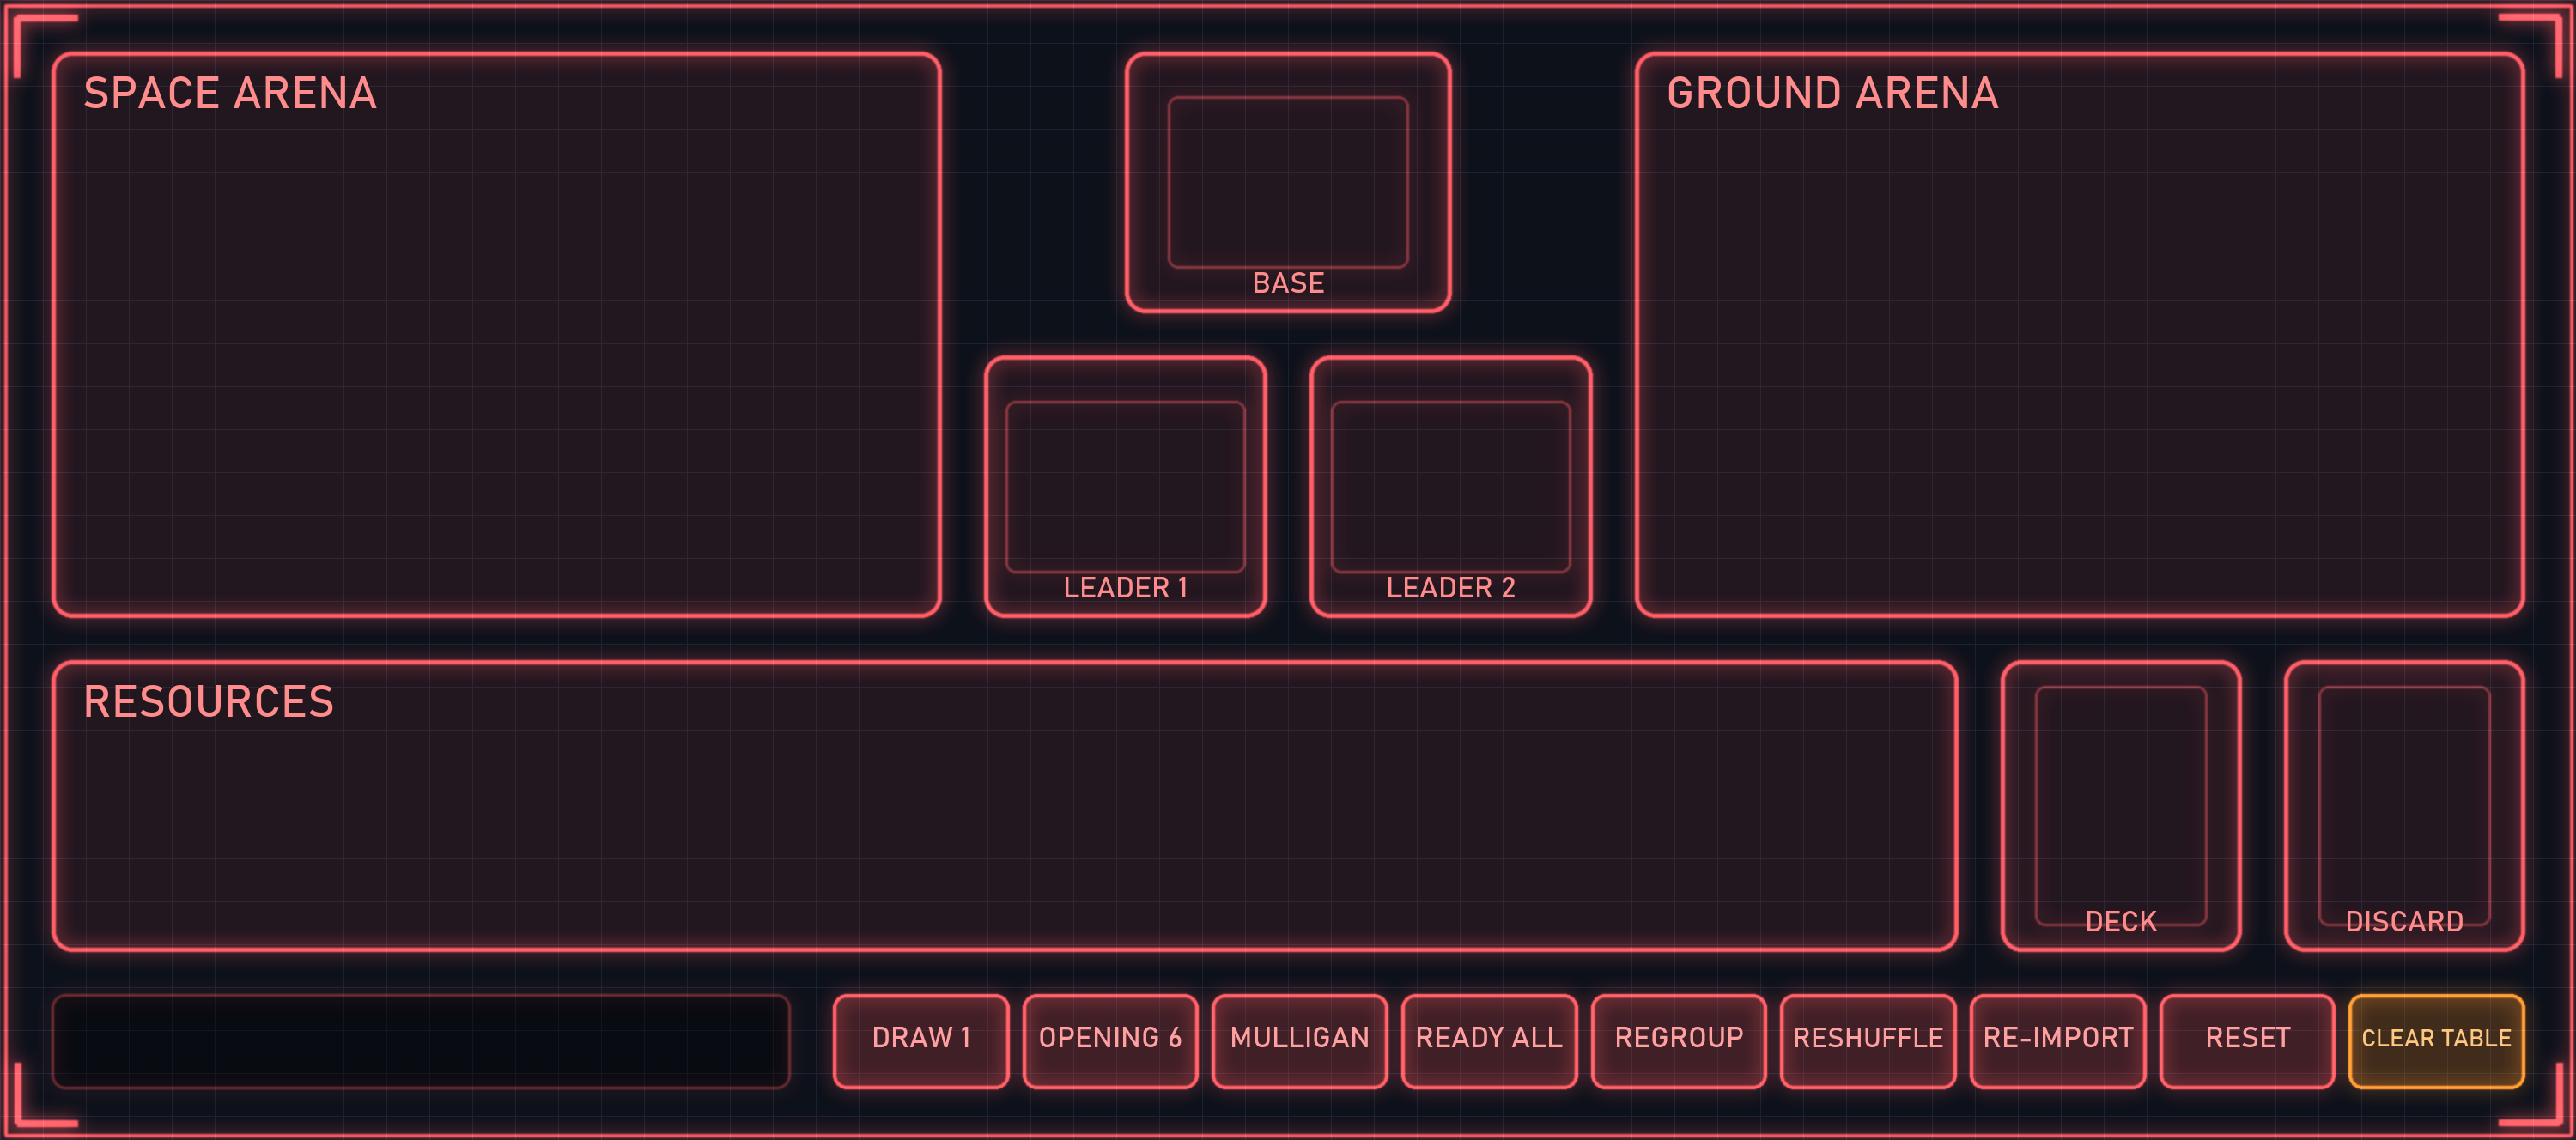 SPACE ARENA
BASE
GROUND ARENA
LEADER 1
LEADER 2
RESOURCES
DECK
DISCARD
DRAW 1
OPENING 6
MULLIGAN
READY ALL
REGROUP
RESHUFFLE
RE-IMPORT
RESET
CLEAR TABLE